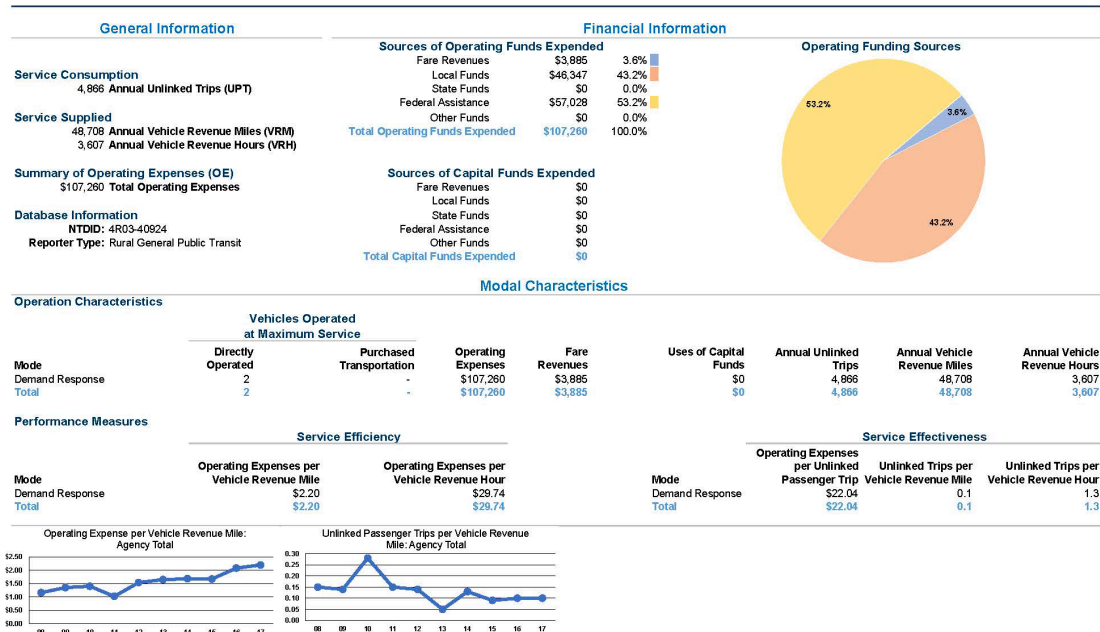 General Information
Financial Information
Sources of Operating Funds Expended
Operating Funding Sources
Fare Revenues $3,885 3.6%
Service Consumption
Local Funds $46,347 43.2%
4,866 Annual Unlinked Trips (UPT)
State Funds $0 0.0%
Federal Assistance $57,028 53.2%
Service Supplied
Other Funds $0 0.0%
48,708 Annual Vehicle Revenue Miles (VRM)
Total Operating Funds Expended $107,260 100.0%
3,607 Annual Vehicle Revenue Hours (VRH)
53.2%
3.6%
43.2%
Summary of Operating Expenses (OE)
$107,260 Total Operating Expenses
Sources of Capital Funds Expended
Fare Revenues $0
Local Funds $0
Database Information
State Funds $0
NTDID: 4R03-40924
Federal Assistance $0
Reporter Type: Rural General Public Transit
Other Funds $0
Total Capital Funds Expended $0
Modal Characteristics
Operation Characteristics
Vehicles Operated
at Maximum Service
Directly Purchased Operating Fare Uses of Capital Annual Unlinked Annual Vehicle Annual Vehicle
Mode Operated Transportation Expenses Revenues Funds Trips Revenue Miles Revenue Hours
Demand Response 2 - $107,260 $3,885 $0 4,866 48,708 3,607
Total 2 - $107,260 $3,885 $0 4,866 48,708 3,607
Performance Measures
Service Efficiency
Service Effectiveness
Operating Expenses
Operating Expenses per Operating Expenses per per Unlinked Unlinked Trips per Unlinked Trips per
Mode Vehicle Revenue Mile Vehicle Revenue Hour Mode Passenger Trip Vehicle Revenue Mile Vehicle Revenue Hour
Demand Response $2.20 $29.74 Demand Response $22.04 0.1 1.3
Total $2.20 $29.74 Total $22.04 0.1 1.3
Operating Expense per Vehicle Revenue Mile:
Agency Total
$2.50
$2.00
$1.50
$1.00
$0.50
$0.00
08 09 10 11 12 13 14 15 16 17
Unlinked Passenger Trips per Vehicle Revenue
Mile: Agency Total
0.30
0.25
0.20
0.15
0.10
0.05
0.00
08 09 10 11 12 13 14 15 16 17